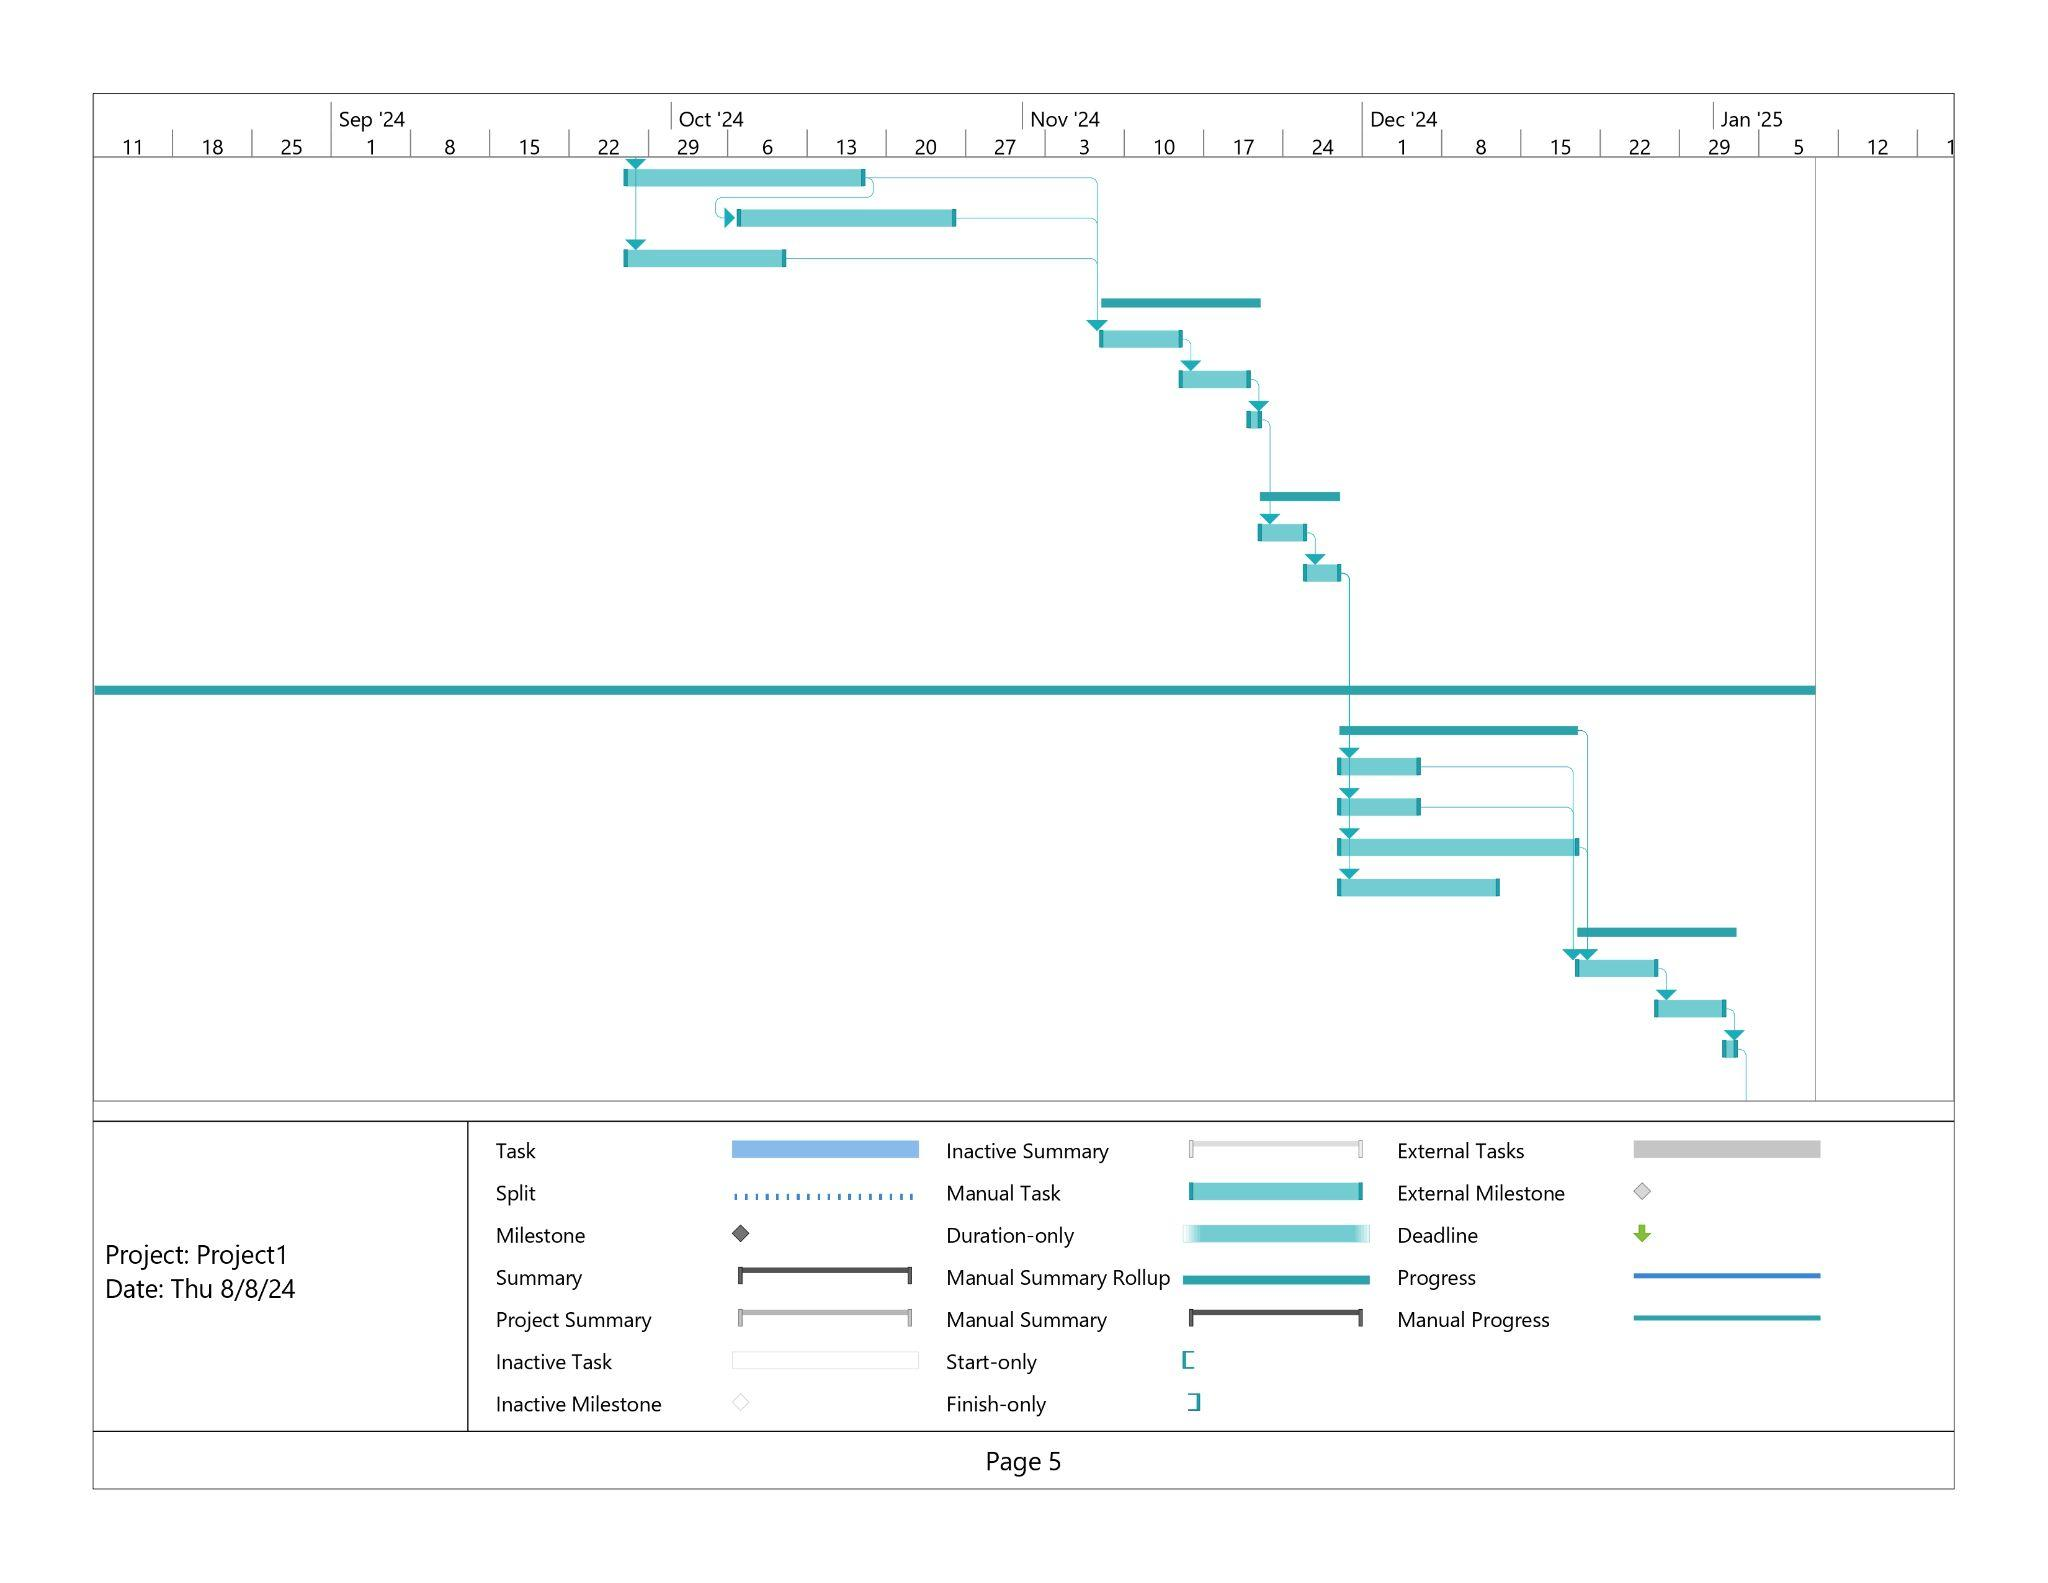 Sep '24 Oct '24 Nov '24 Dec '24 Jan '25
11 18 25 1 8 15 22 29 6 13 20 27 3 10 17 24 1 8 15 22 29 5 12 1
Project: Project1
Date: Thu 8/8/24
Task
Split
Milestone
Summary
Project Summary
Inactive Task
Inactive Milestone
Inactive Summary
Manual Task
Duration-only
Manual Summary Rollup
Manual Summary
Start-only
Finish-only
External Tasks
External Milestone
Deadline
Progress
Manual Progress
Page 5